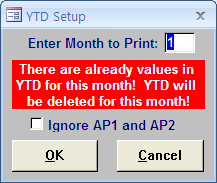 YTD Setup
Enter Month to Print: 1
There are already values in
YTD for this month! YTD will
be deleted for this month!
Ignore AP1 and AP2
OK Cancel